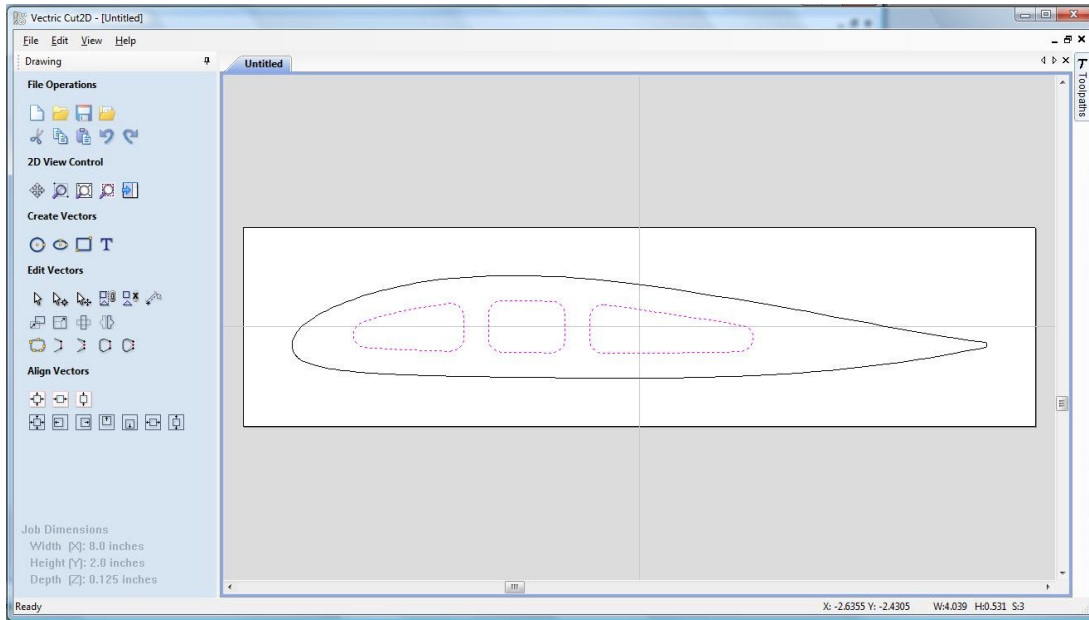 Vectric Cut2D - [Untitled]
File Edit View Help
Drawing
Untitled
Toolpaths
File Operations
2D View Control
Create Vectors
T
Edit Vectors
Align Vectors
Job Dimensions
Width (X): 8.0 inches
Height (Y): 2.0 inches
Depth (Z): 0.125 inches
Ready
X: -2.6355 Y: -2.4305 W:4.039 H:0.531 S:3